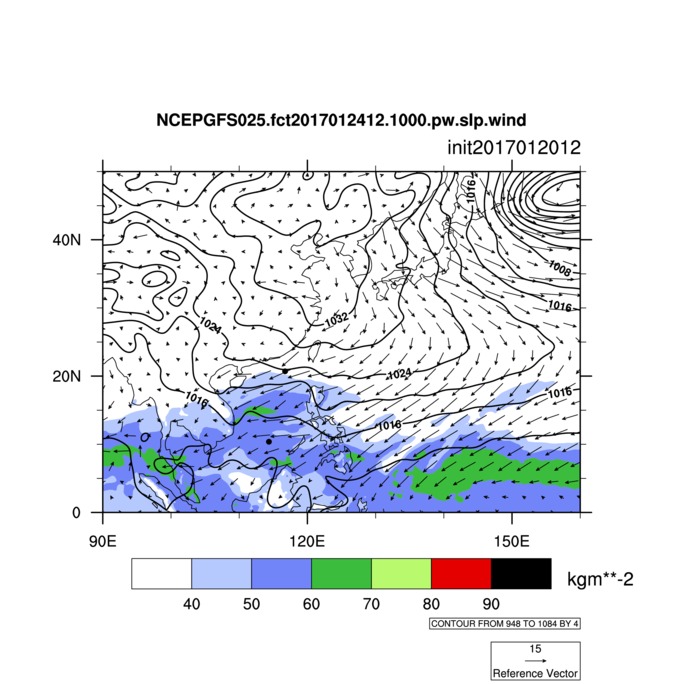 NCEPGFS025.fct2017012412.1000.pw.slp.wind
init2017012012
1016
40N
1008
1016
1024
1032
20N
1024
1016
1016
1016
0
90E 120E 150E
40 50 60 70 80 90
kgm**-2
CONTOUR FROM 948 TO 1084 BY 4
15
Reference Vector